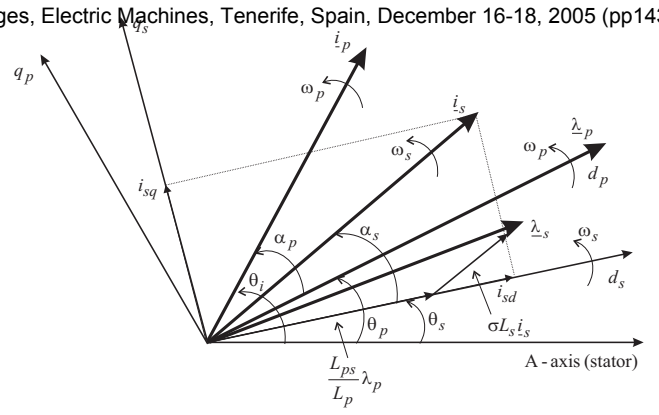 ges, Electric Machines, Tenerife, Spain, December 16-18, 2005 (pp143
q_s
i_p
q_p
ω_p
i_s
ω_s
ω_p
λ_p
d_p
i_sq
α_p
α_s
λ_s
ω_s
θ_i
i_sd
d_s
θ_p
θ_s
σL_s i_s
L_ps
L_p
λ_p
A - axis (stator)